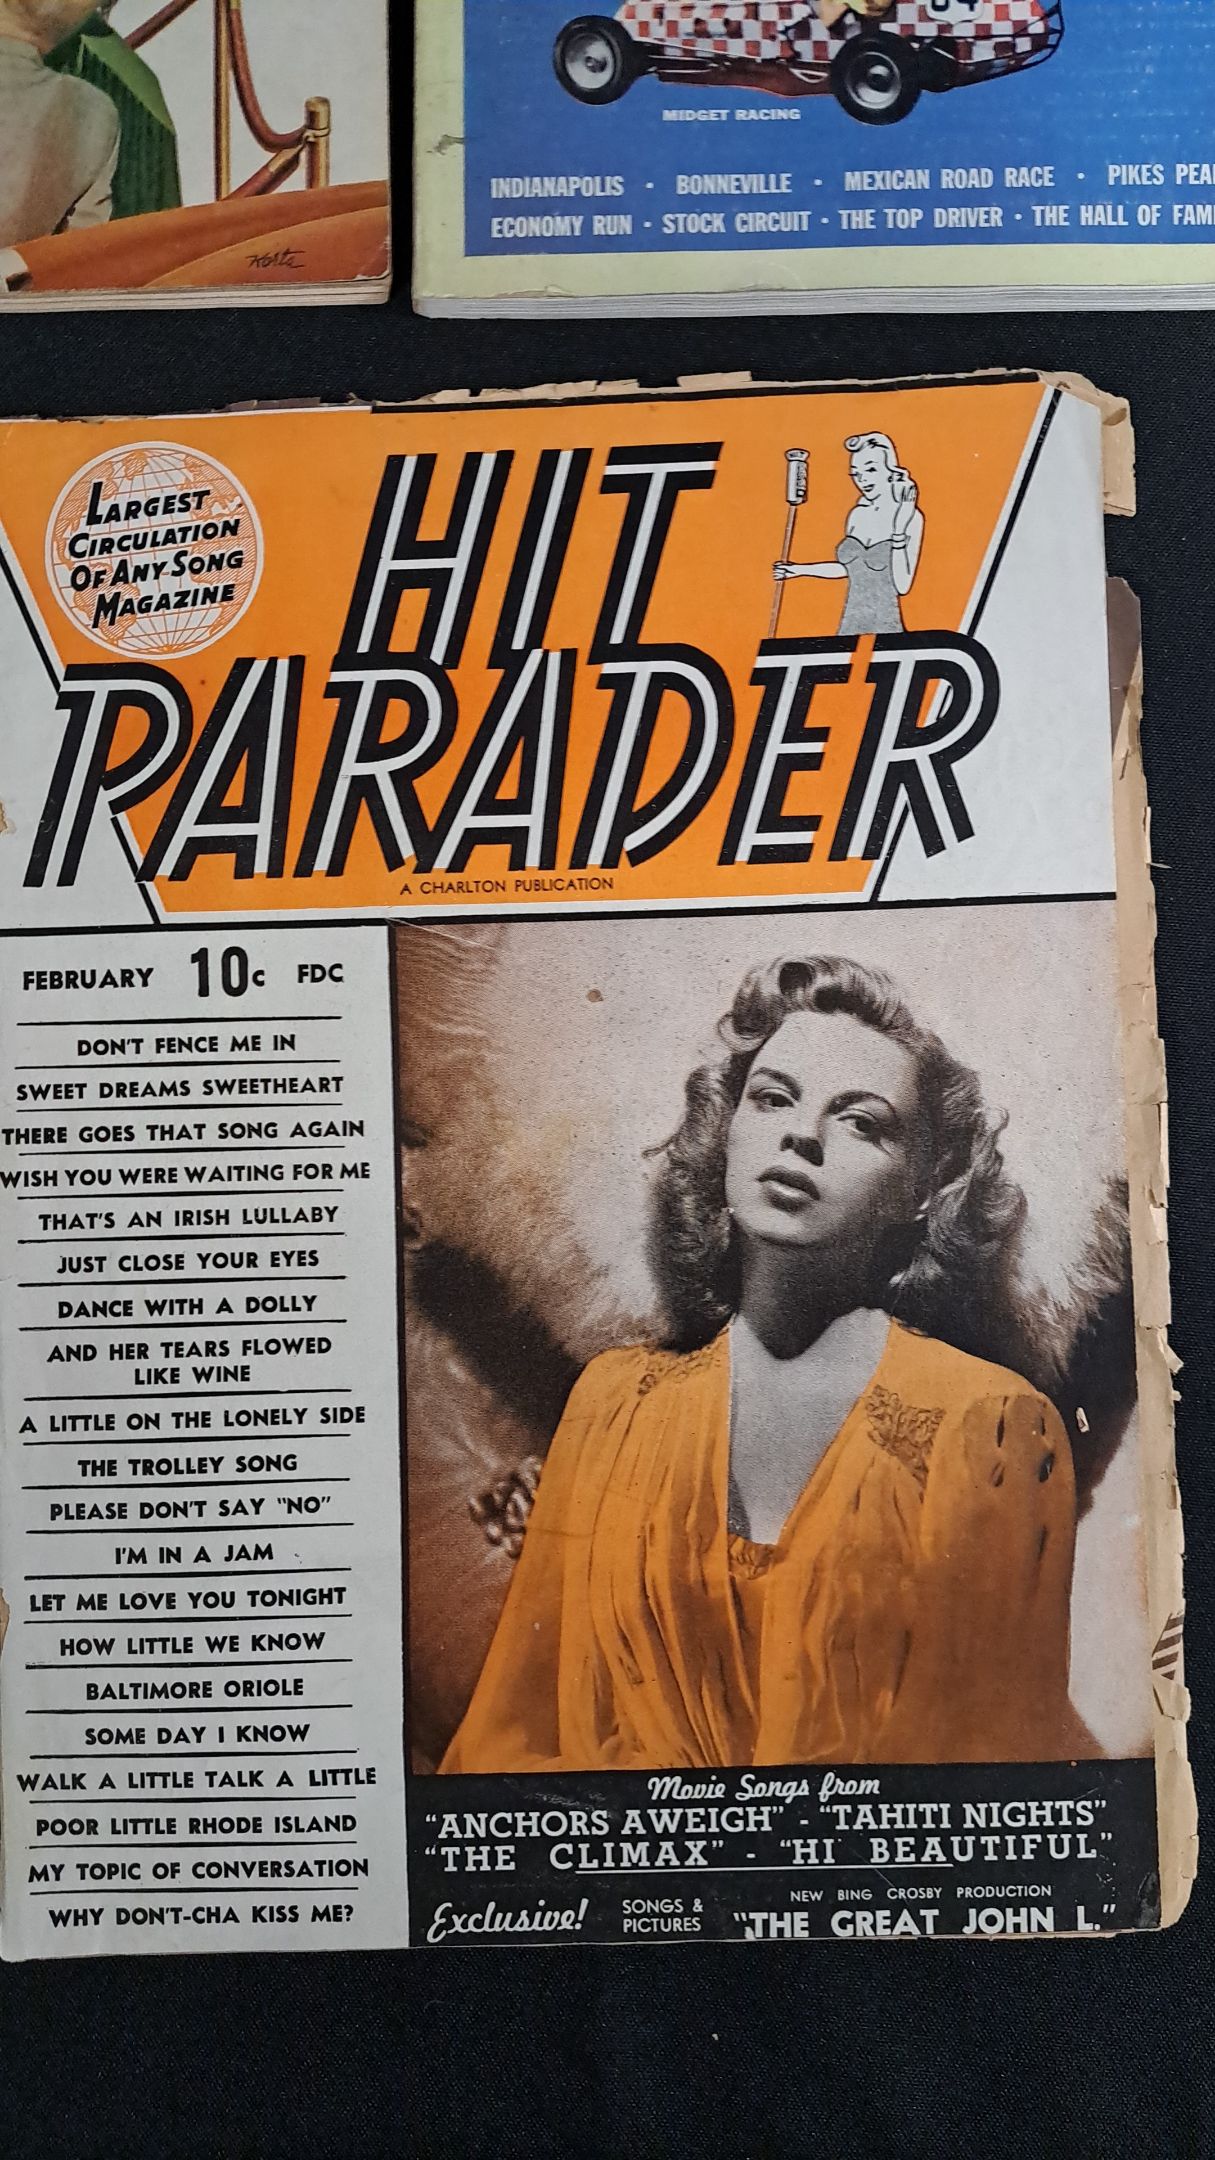 MIDGET RACING
INDIANAPOLIS • BONNEVILLE • MEXICAN ROAD RACE • PIKES
ECONOMY RUN • STOCK CIRCUIT • THE TOP DRIVER • THE HALL OF
LARGEST
CIRCULATION
OF ANY SONG
MAGAZINE
HIT
PARADER
A CHARLTON PUBLICATION
FEBRUARY 10c FDC
DON'T FENCE ME IN
SWEET DREAMS SWEETHEART
THERE GOES THAT SONG AGAIN
WISH YOU WERE WAITING FOR ME
THAT'S AN IRISH LULLABY
JUST CLOSE YOUR EYES
DANCE WITH A DOLLY
AND HER TEARS FLOWED
LIKE WINE
A LITTLE ON THE LONELY SIDE
THE TROLLEY SONG
PLEASE DON'T SAY "NO"
I'M IN A JAM
LET ME LOVE YOU TONIGHT
HOW LITTLE WE KNOW
BALTIMORE ORIOLE
SOME DAY I KNOW
WALK A LITTLE TALK A LITTLE
POOR LITTLE RHODE ISLAND
MY TOPIC OF CONVERSATION
WHY DON'T-CHA KISS ME?
Movie Songs from
"ANCHORS AWEIGH" - "TAHITI NIGHTS"
"THE CLIMAX" - "HI BEAUTIFUL"
Exclusive! SONGS & PICTURES
NEW BING CROSBY PRODUCTION
"THE GREAT JOHN L."